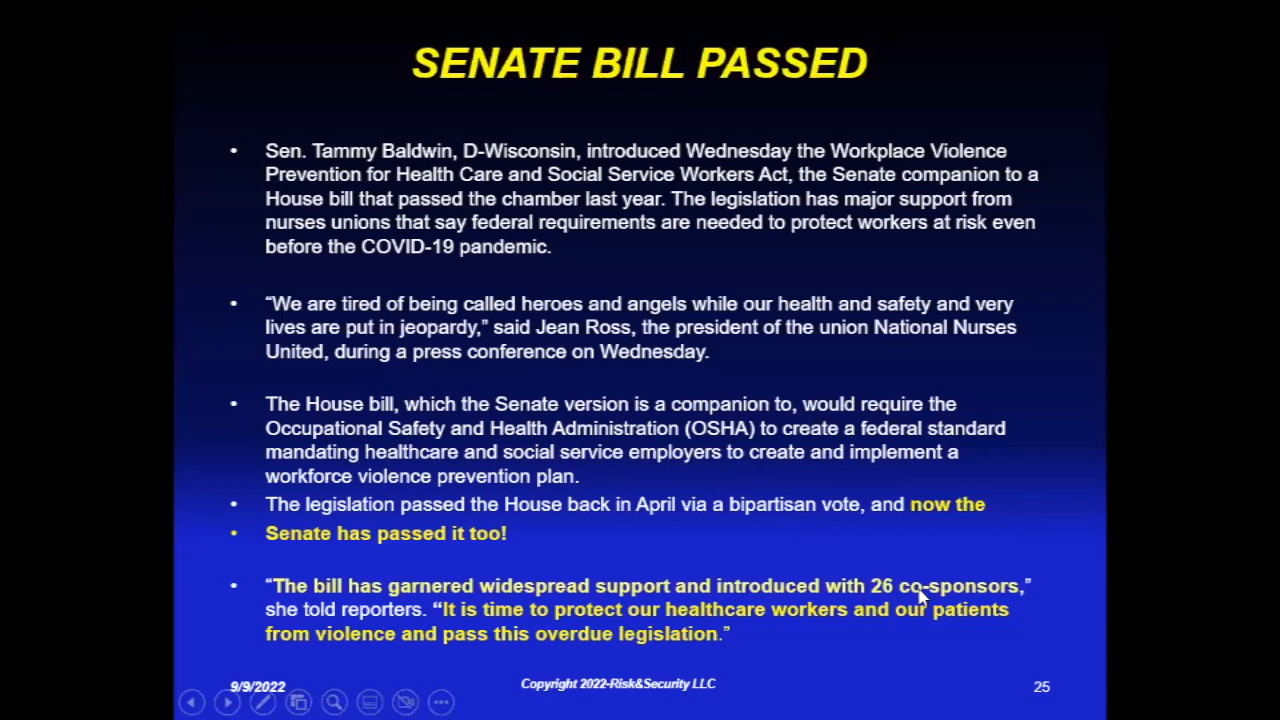 SENATE BILL PASSED
• Sen. Tammy Baldwin, D-Wisconsin, introduced Wednesday the Workplace Violence
Prevention for Health Care and Social Service Workers Act, the Senate companion to a
House bill that passed the chamber last year. The legislation has major support from
nurses unions that say federal requirements are needed to protect workers at risk even
before the COVID-19 pandemic.
• “We are tired of being called heroes and angels while our health and safety and very
lives are put in jeopardy,” said Jean Ross, the president of the union National Nurses
United, during a press conference on Wednesday.
• The House bill, which the Senate version is a companion to, would require the
Occupational Safety and Health Administration (OSHA) to create a federal standard
mandating healthcare and social service employers to create and implement a
workforce violence prevention plan.
• The legislation passed the House back in April via a bipartisan vote, and now the
• Senate has passed it too!
• “The bill has garnered widespread support and introduced with 26 co-sponsors,”
she told reporters. “It is time to protect our healthcare workers and our patients
from violence and pass this overdue legislation.”
9/9/2022
Copyright 2022-Risk&Security LLC
25